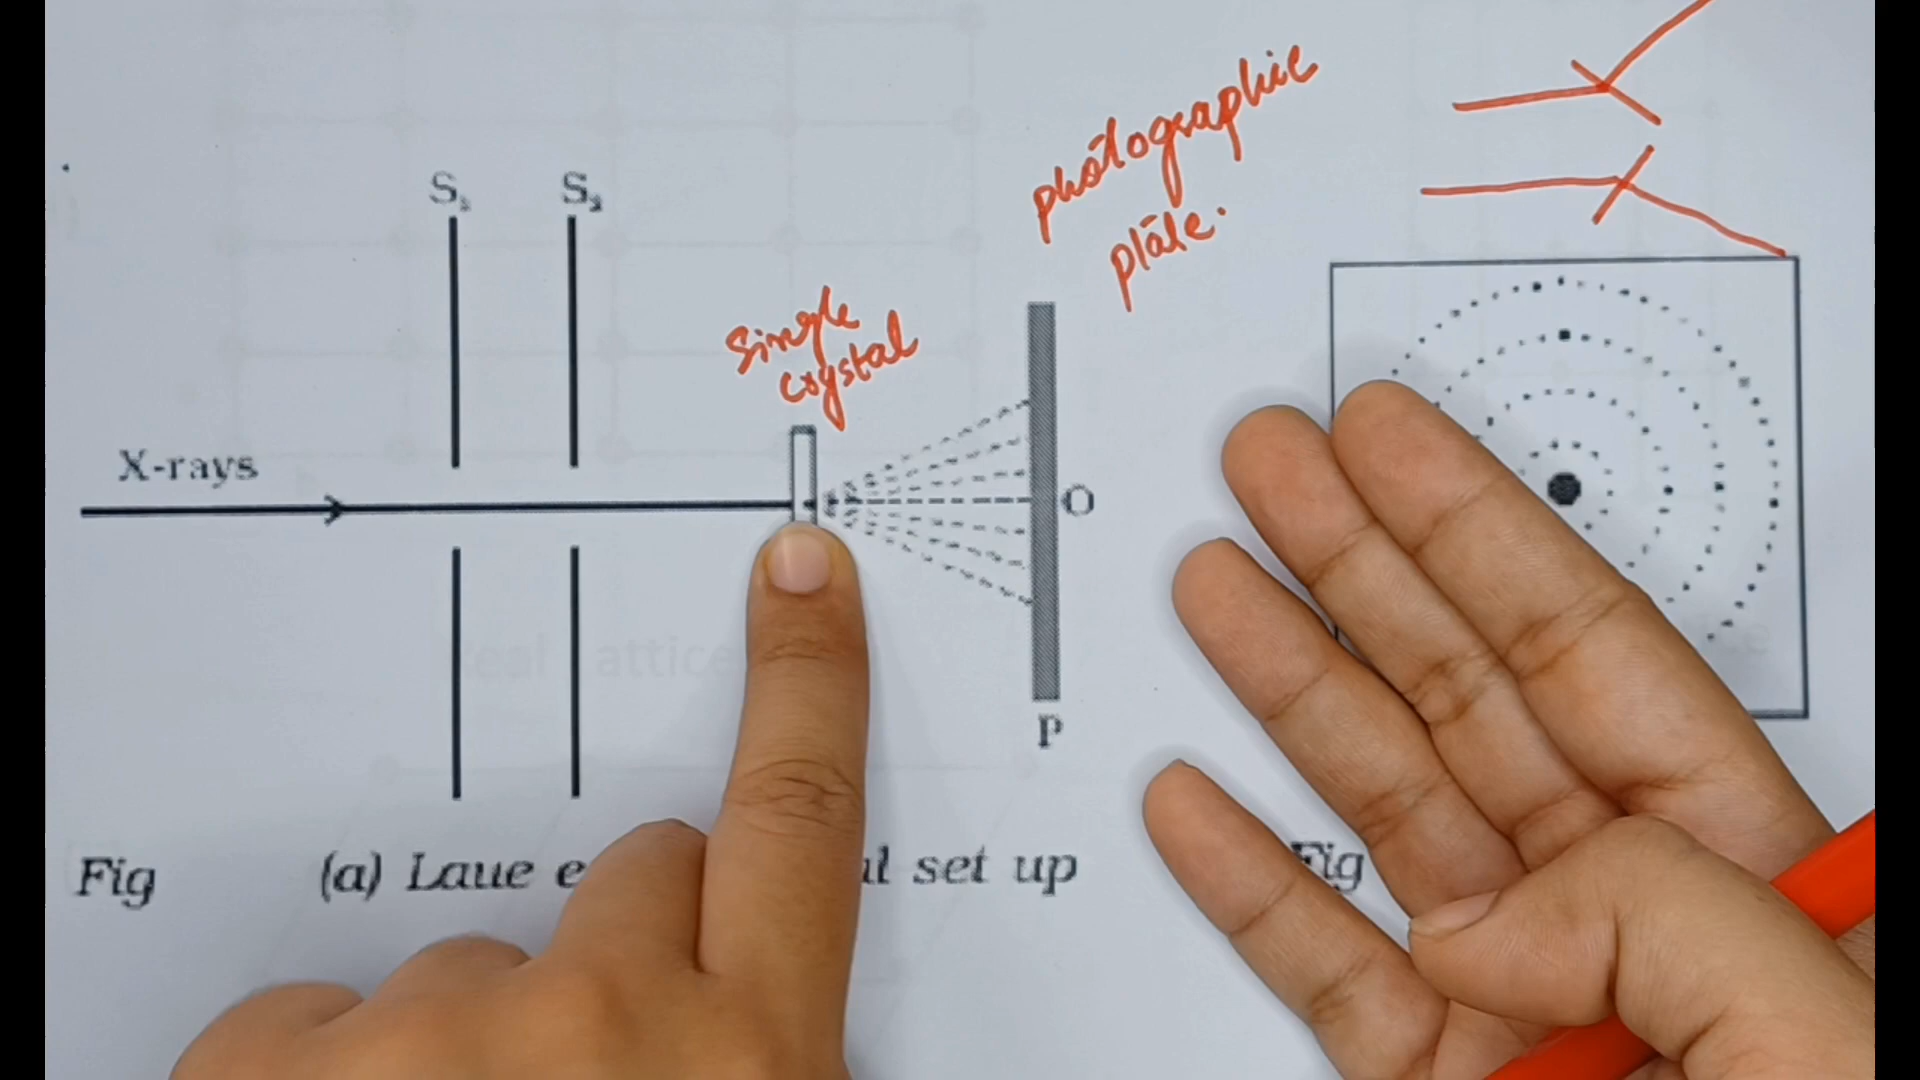 S₁ S₂
photographic
plate.
single
crystal
X-rays
O
P
Fig (a) Laue set up
Fig